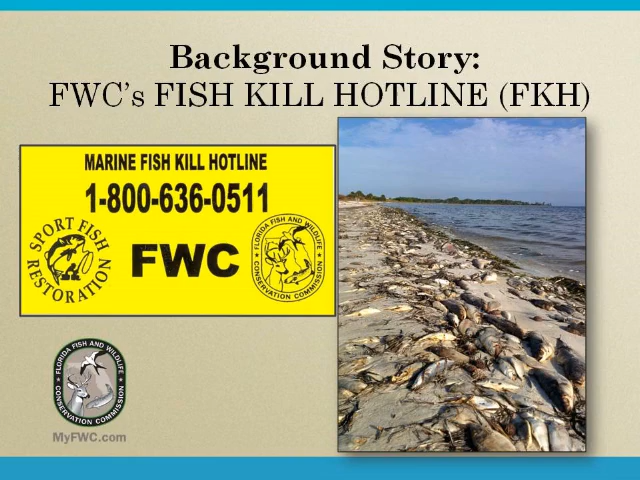 Background Story:
FWC's FISH KILL HOTLINE (FKH)
MARINE FISH KILL HOTLINE
1-800-636-0511
SPORT FISH
RESTORATION
FWC
FLORIDA FISH AND WILDLIFE
CONSERVATION COMMISSION
FLORIDA FISH AND WILDLIFE
CONSERVATION COMMISSION
MyFWC.com